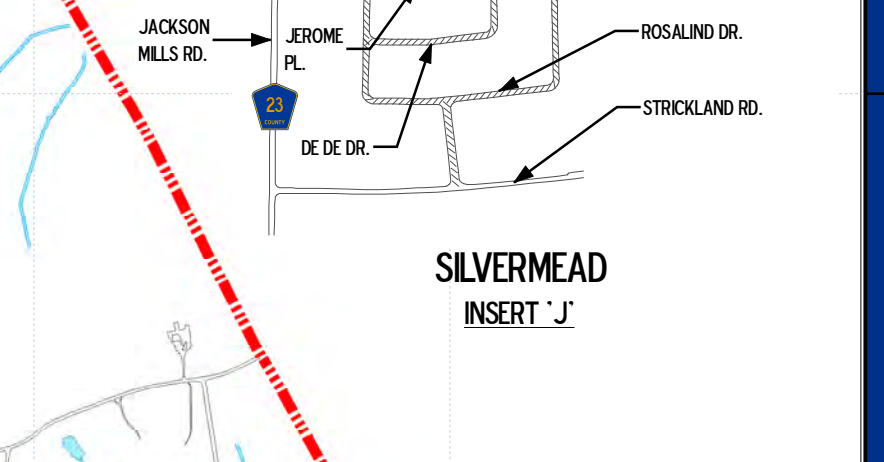 JACKSON
MILLS RD.
JEROME
PL.
ROSALIND DR.
23
COUNTY
STRICKLAND RD.
DE DE DR.
SILVERMEAD
INSERT 'J'